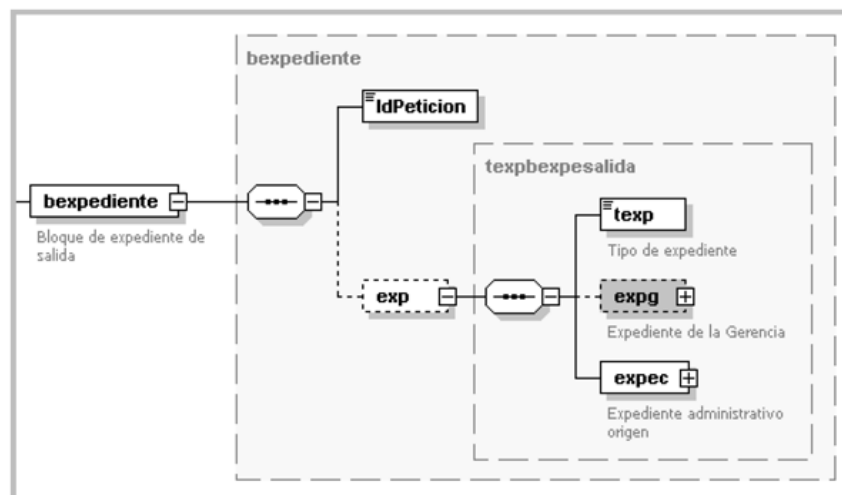 bexpediente
IdPeticion
texpbexpesalida
bexpediente
Bloque de expediente de
salida
texp
Tipo de expediente
exp
expg
Expediente de la Gerencia
expec
Expediente administrativo
origen